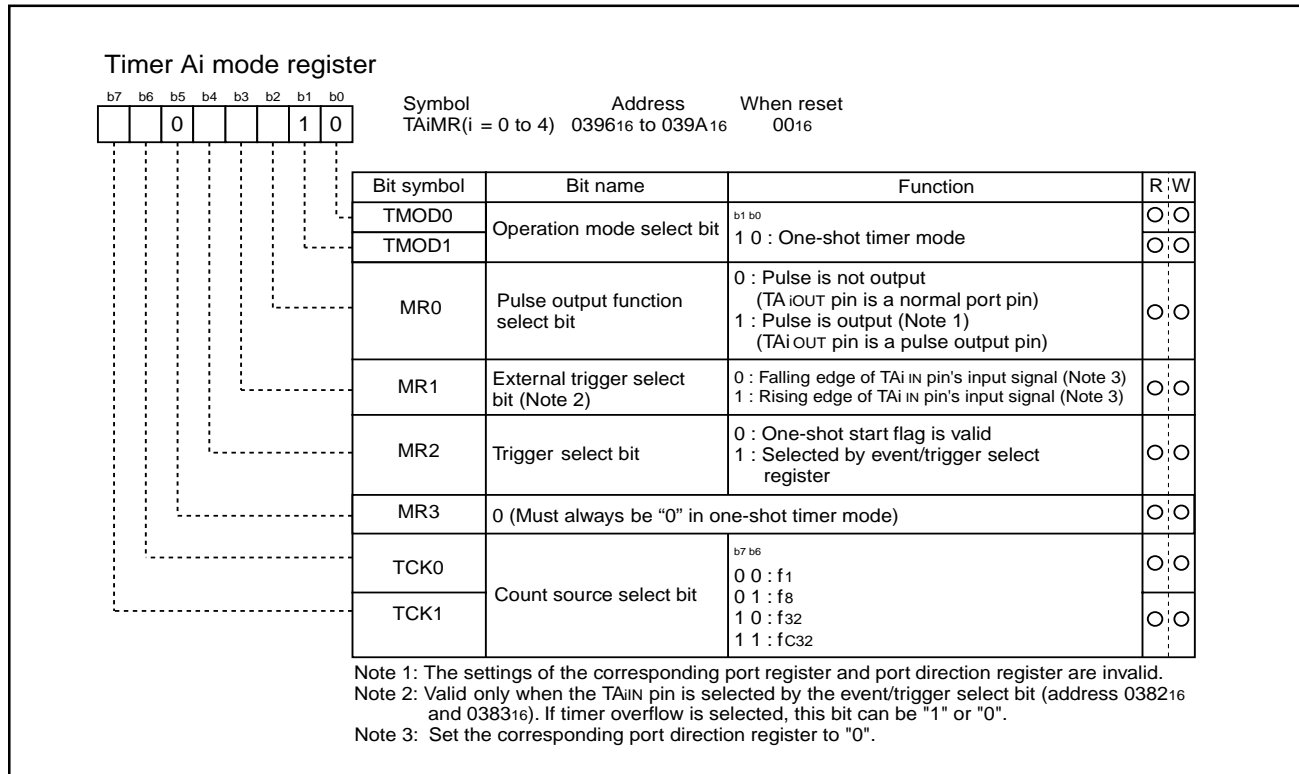 Timer Ai mode register
b7 b6 b5 b4 b3 b2 b1 b0
0 1 0
Symbol Address When reset
TAiMR(i = 0 to 4) 039616 to 039A16 0016
Bit symbol Bit name Function R W
TMOD0
TMOD1
Operation mode select bit
b1 b0
1 0 : One-shot timer mode
MR0
Pulse output function
select bit
0 : Pulse is not output
(TAiOUT pin is a normal port pin)
1 : Pulse is output (Note 1)
(TAiOUT pin is a pulse output pin)
MR1
External trigger select
bit (Note 2)
0 : Falling edge of TAiIN pin's input signal (Note 3)
1 : Rising edge of TAiIN pin's input signal (Note 3)
MR2
Trigger select bit
0 : One-shot start flag is valid
1 : Selected by event/trigger select
register
MR3
0 (Must always be “0” in one-shot timer mode)
TCK0
TCK1
Count source select bit
b7 b6
0 0 : f1
0 1 : f8
1 0 : f32
1 1 : fC32
Note 1: The settings of the corresponding port register and port direction register are invalid.
Note 2: Valid only when the TAiIN pin is selected by the event/trigger select bit (address 038216
and 038316). If timer overflow is selected, this bit can be "1" or "0".
Note 3: Set the corresponding port direction register to "0".